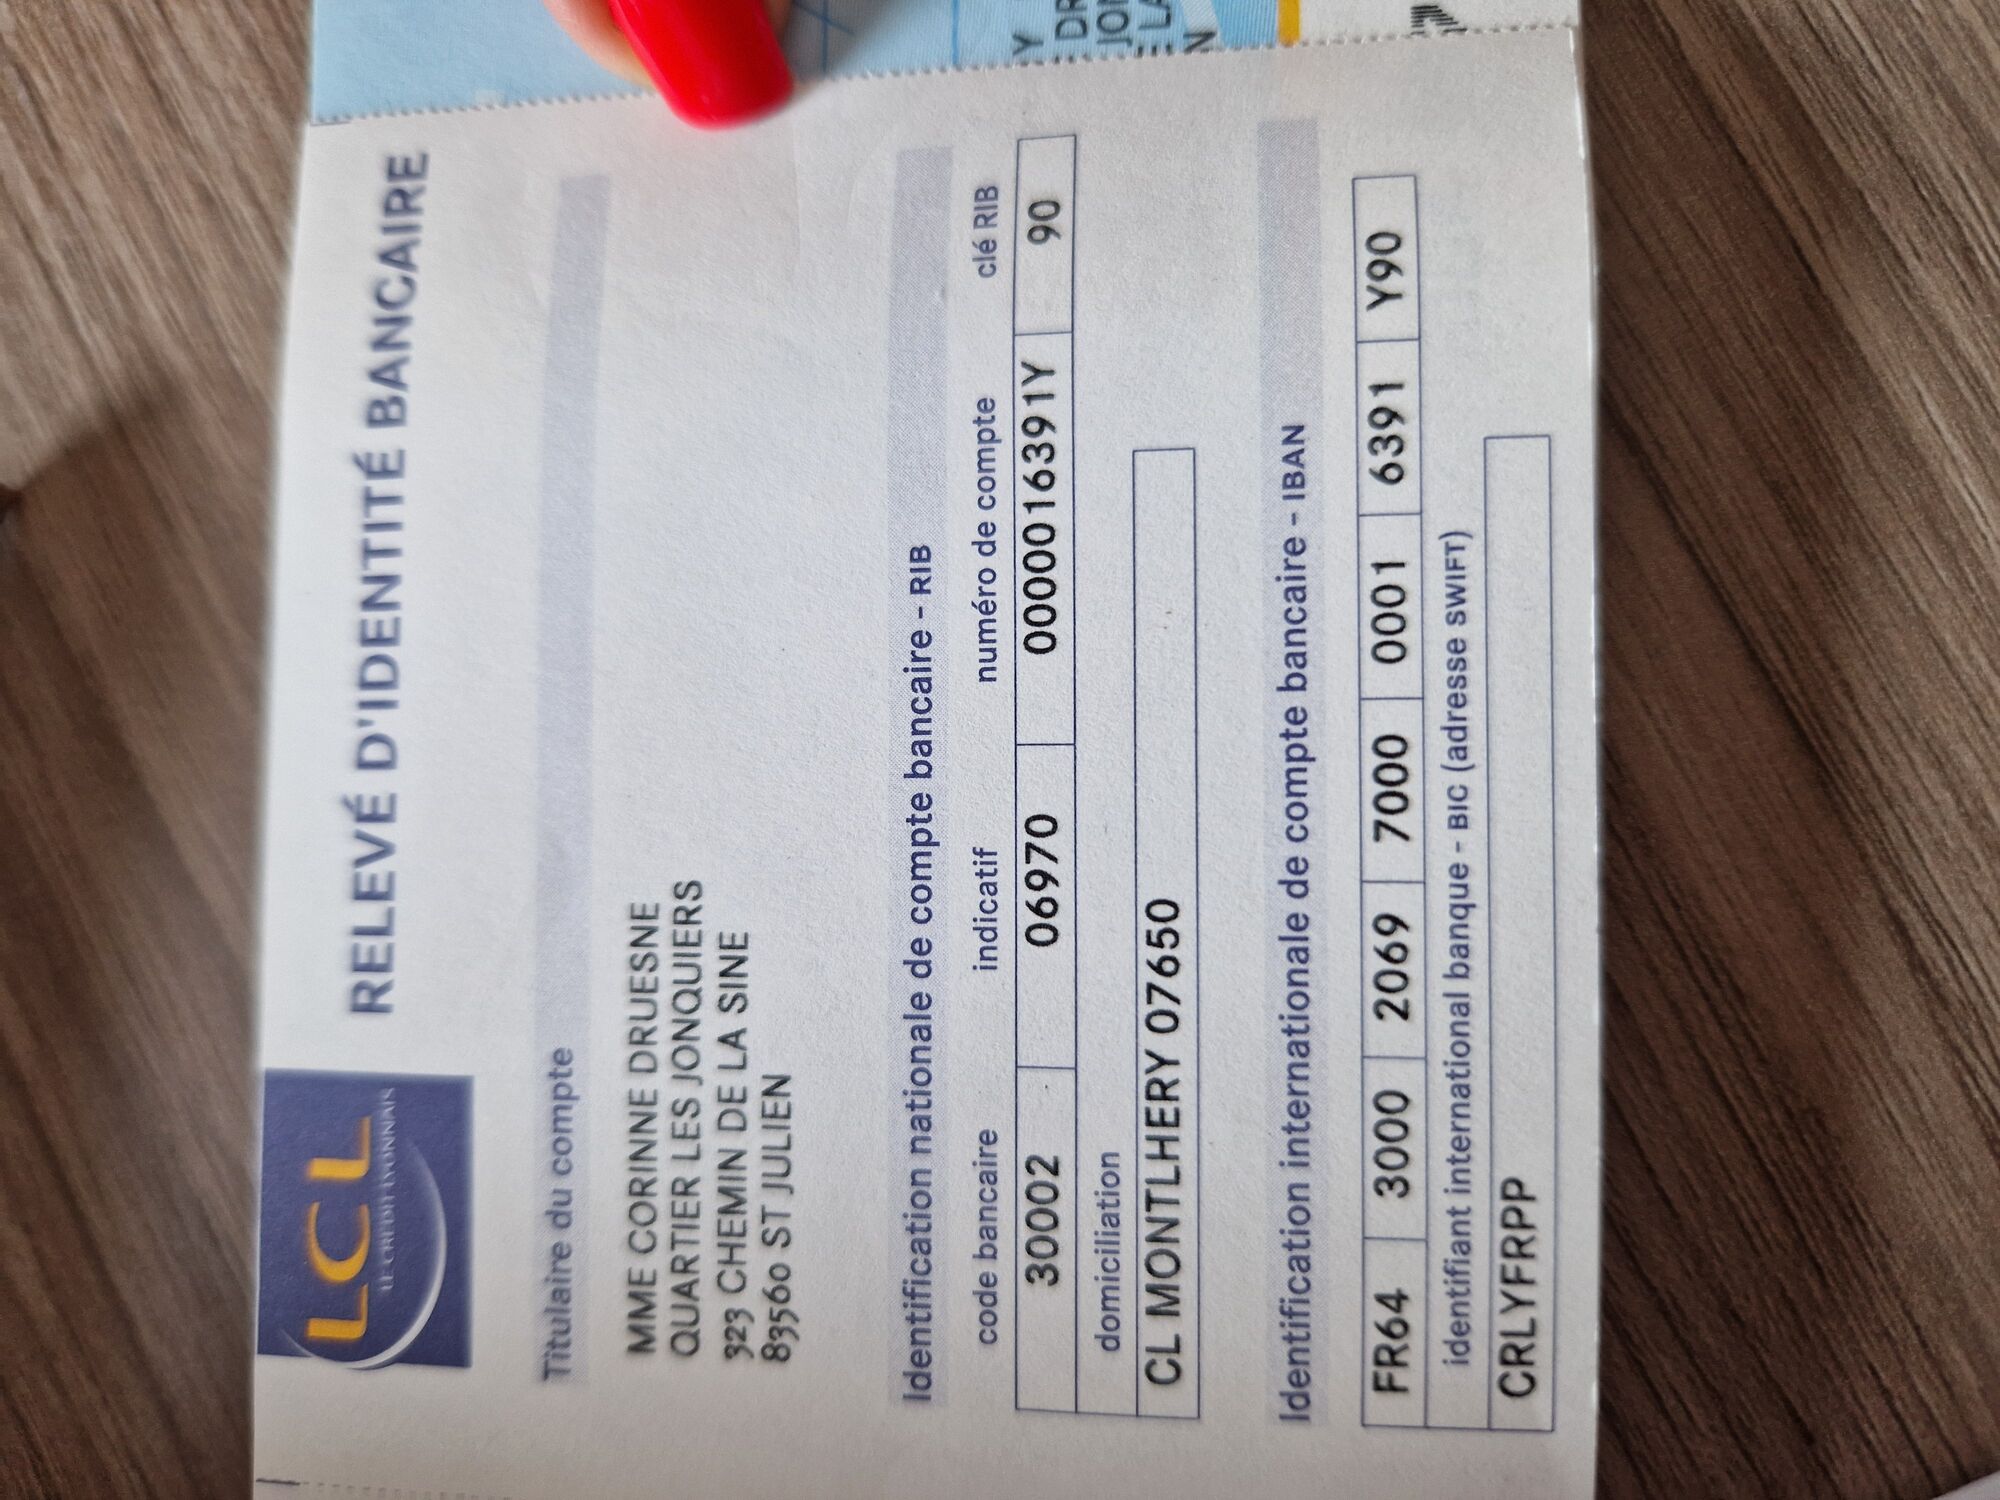 LCL
LE CREDIT LYONNAIS
RELEVÉ D'IDENTITÉ BANCAIRE
Titulaire du compte
MME CORINNE DRUESNE
QUARTIER LES JONQUIERS
323 CHEMIN DE LA SINE
83560 ST JULIEN
Identification nationale de compte bancaire - RIB
code bancaire indicatif numéro de compte clé RIB
30002 06970 0000016391Y 90
domiciliation
CL MONTLHERY 07650
Identification internationale de compte bancaire - IBAN
FR64 3000 2069 7000 0001 6391 Y90
identifiant international banque - BIC (adresse SWIFT)
CRLYFRPP